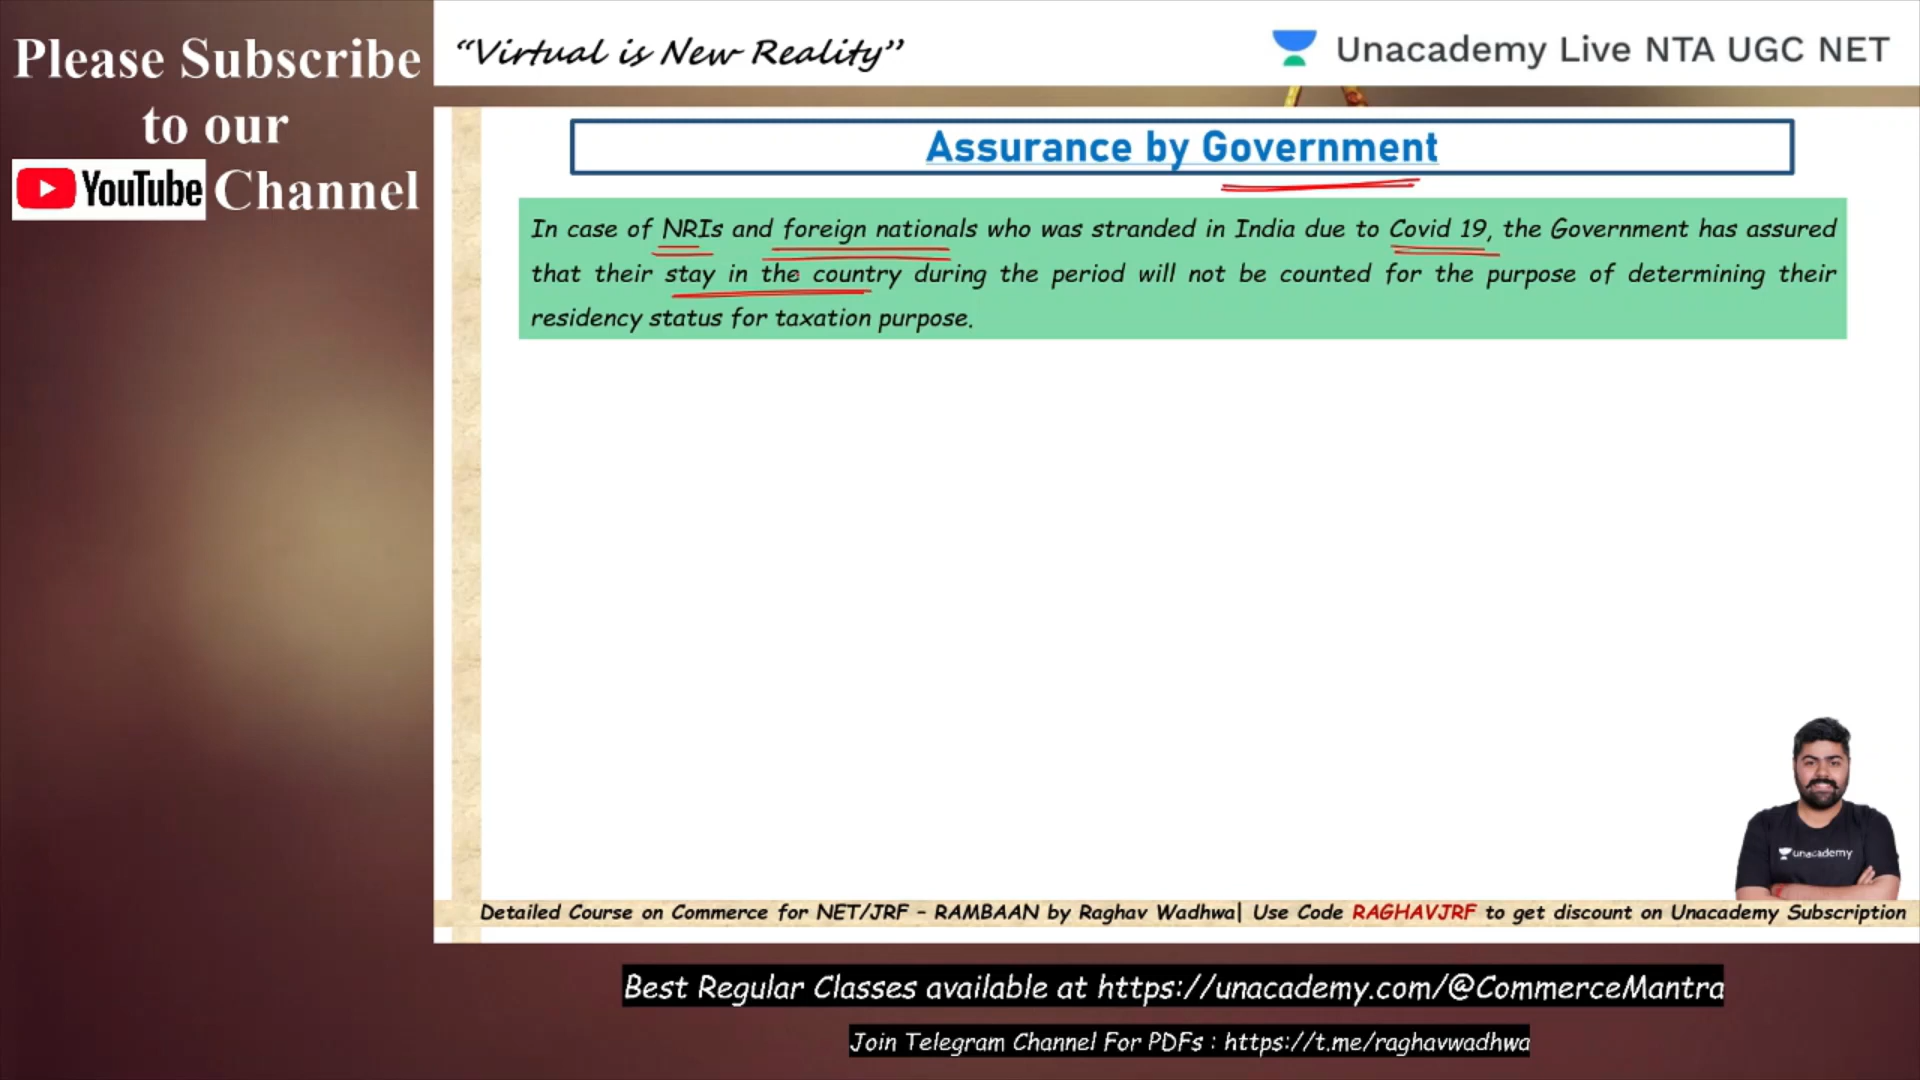 Please Subscribe
to our
YouTube Channel
“Virtual is New Reality”
Unacademy Live NTA UGC NET
Assurance by Government
In case of NRIs and foreign nationals who was stranded in India due to Covid 19, the Government has assured
that their stay in the country during the period will not be counted for the purpose of determining their
residency status for taxation purpose.
unacademy
Detailed Course on Commerce for NET/JRF – RAMBAAN by Raghav Wadhwa| Use Code RAGHAVJRF to get discount on Unacademy Subscription
Best Regular Classes available at https://unacademy.com/@CommerceMantra
Join Telegram Channel For PDFs : https://t.me/raghavwadhwa